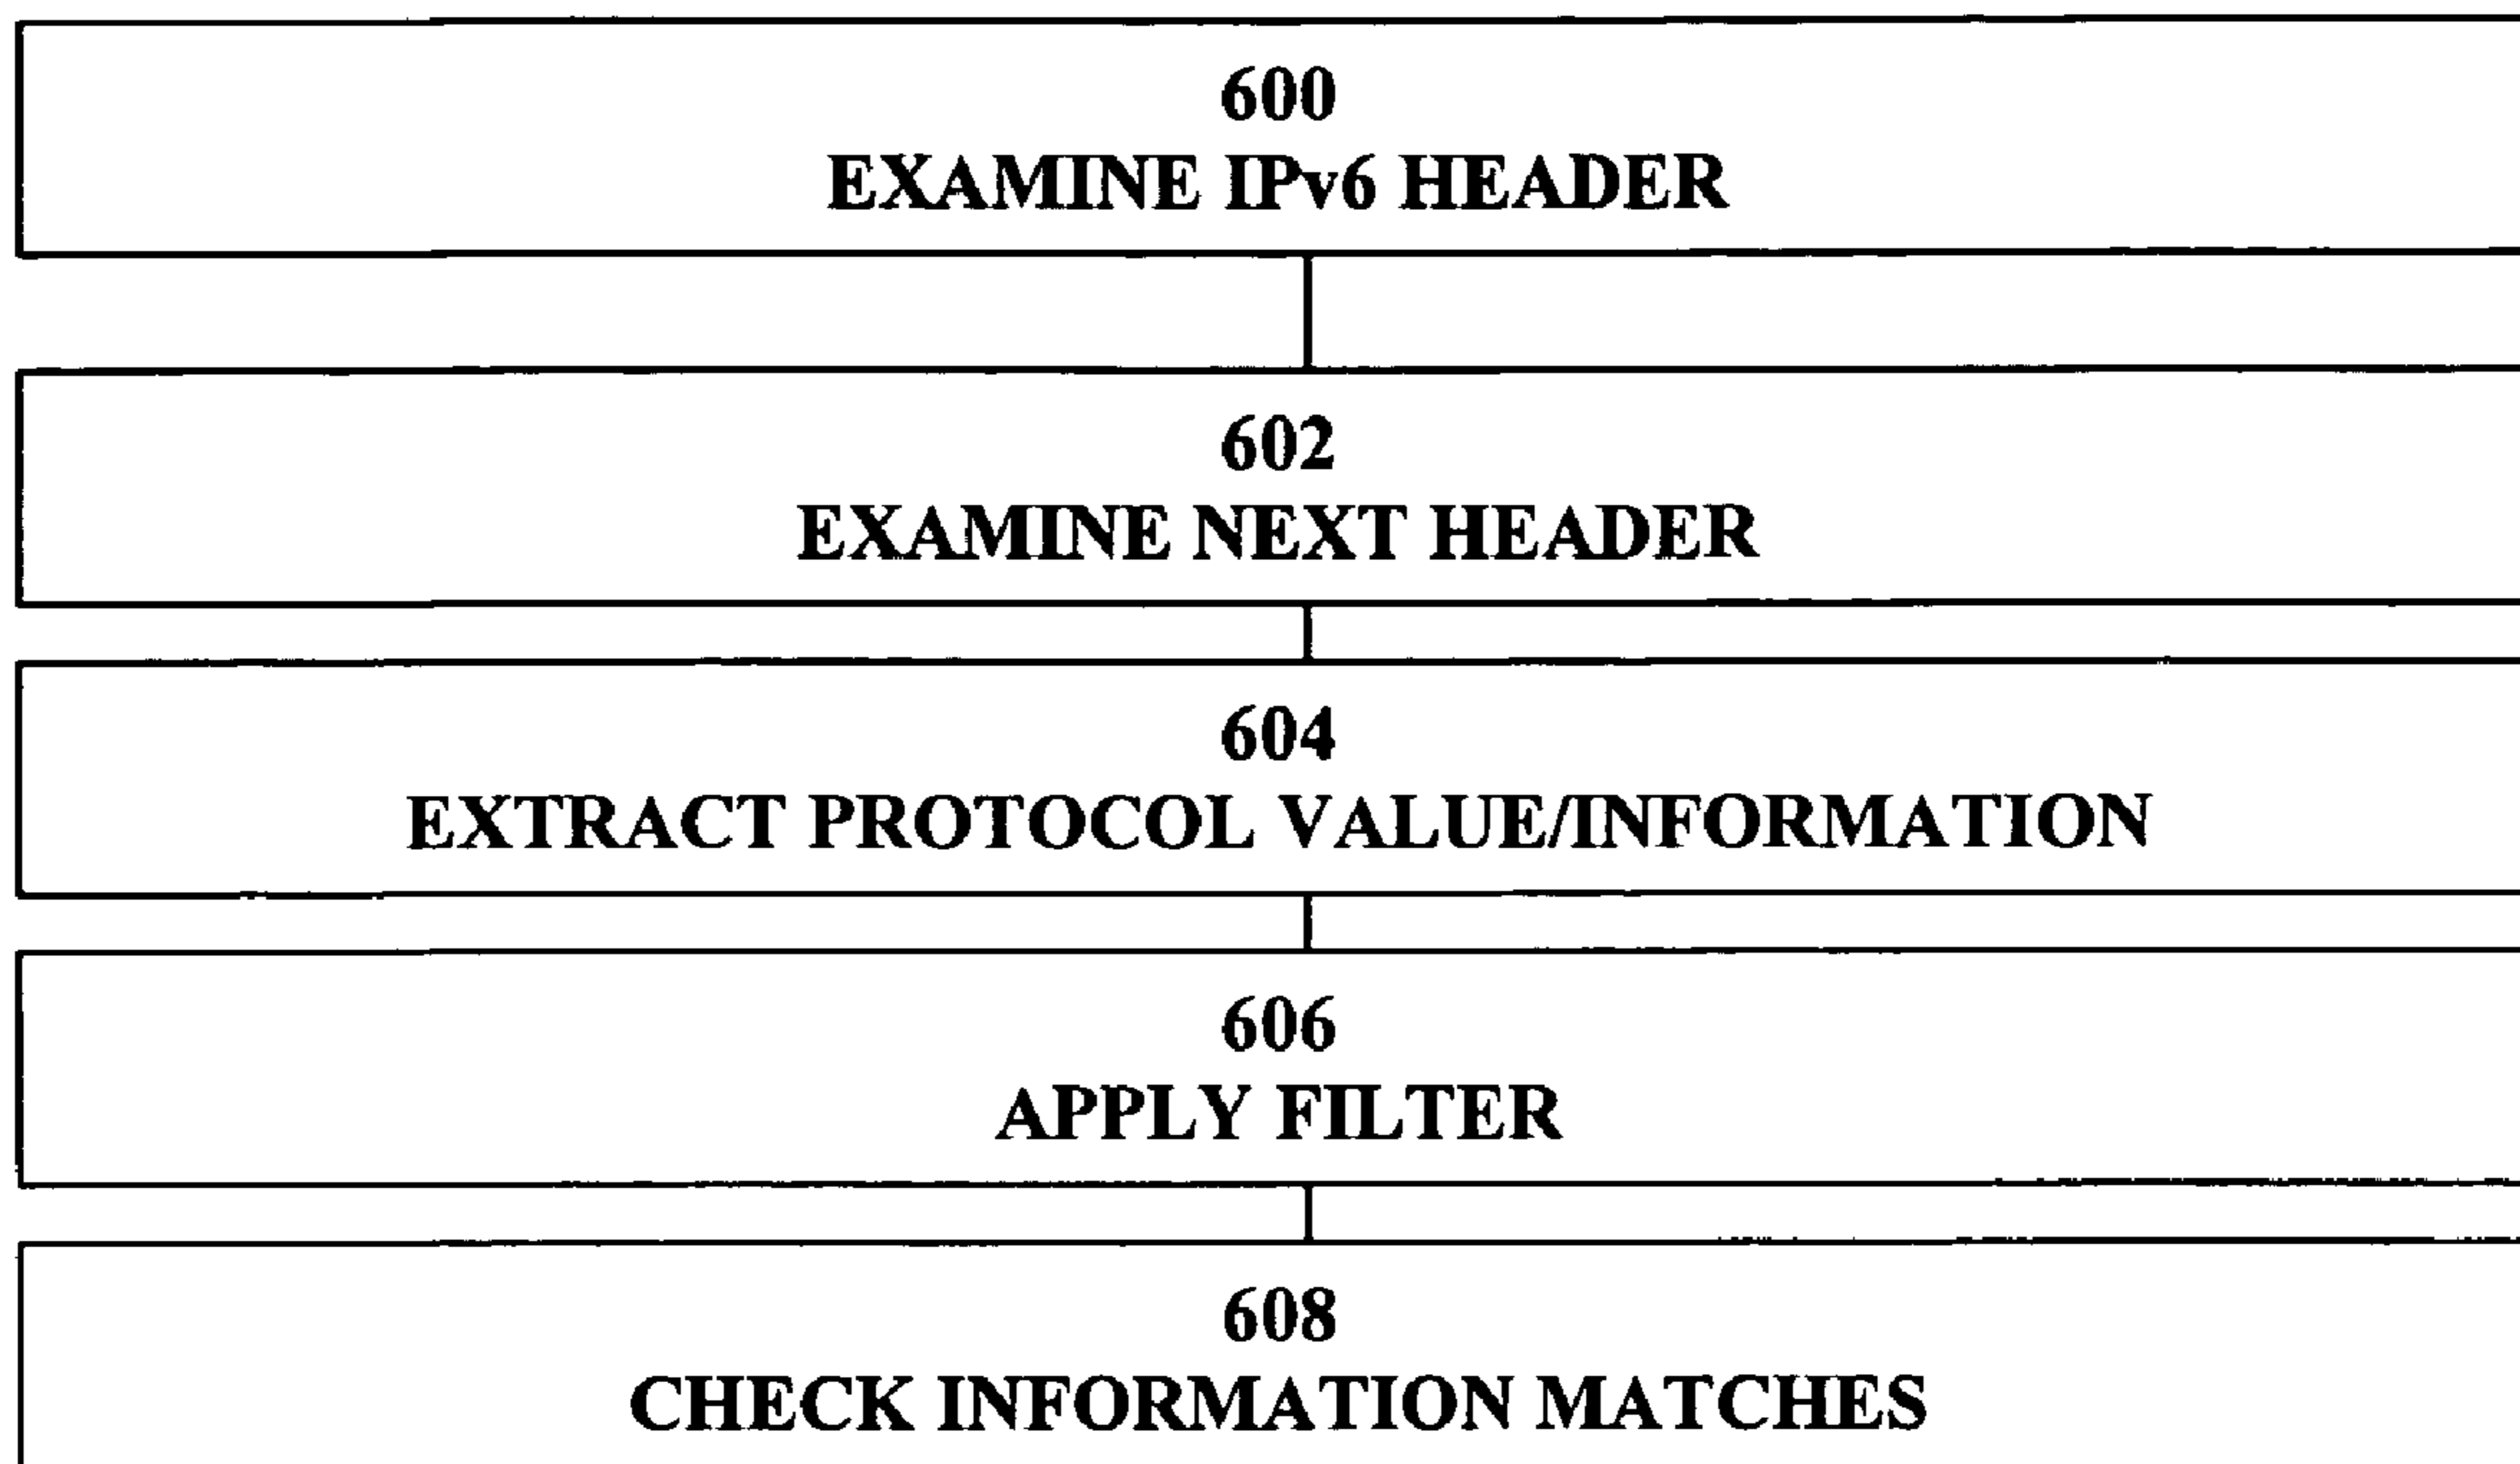 600
EXAMINE IPv6 HEADER
602
EXAMINE NEXT HEADER
604
EXTRACT PROTOCOL VALUE/INFORMATION
606
APPLY FILTER
608
CHECK INFORMATION MATCHES